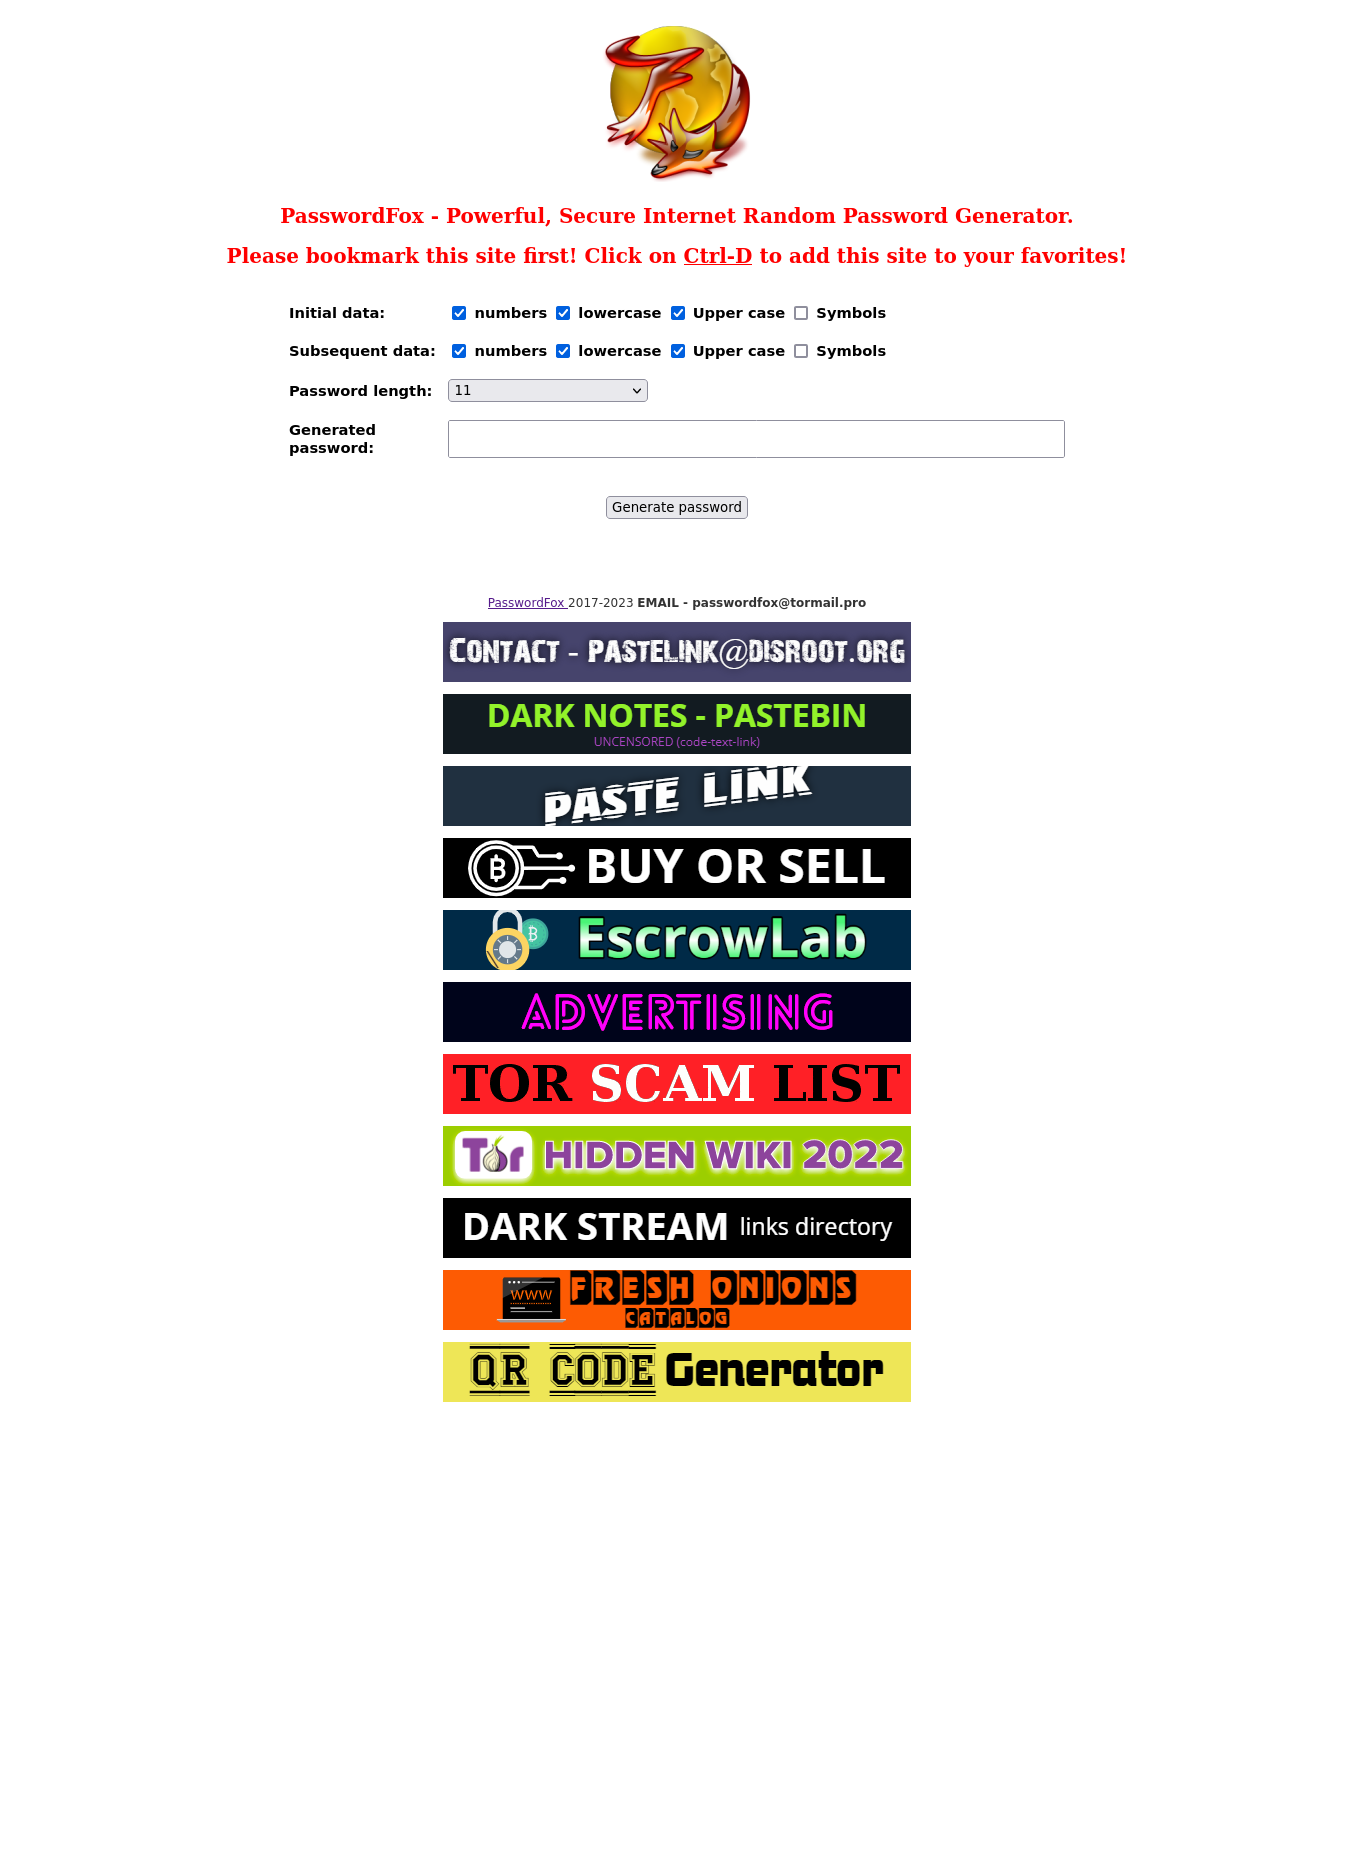 PasswordFox - Powerful, Secure Internet Random Password Generator.
Please bookmark this site first! Click on Ctrl-D to add this site to your favorites!
Initial data: numbers lowercase Upper case Symbols
Subsequent data: numbers lowercase Upper case Symbols
Password length: 11
Generated
password:
Generate password
PasswordFox 2017-2023 EMAIL - passwordfox@tormail.pro
CONTACT - PASTELINK@DISROOT.ORG
DARK NOTES - PASTEBIN
UNCENSORED (code-text-link)
PASTE LINK
BUY OR SELL
EscrowLab
ADVERTISING
TOR SCAM LIST
Tor HIDDEN WIKI 2022
DARK STREAM links directory
WWW FRESH ONIONS
CATALOG
QR CODE Generator